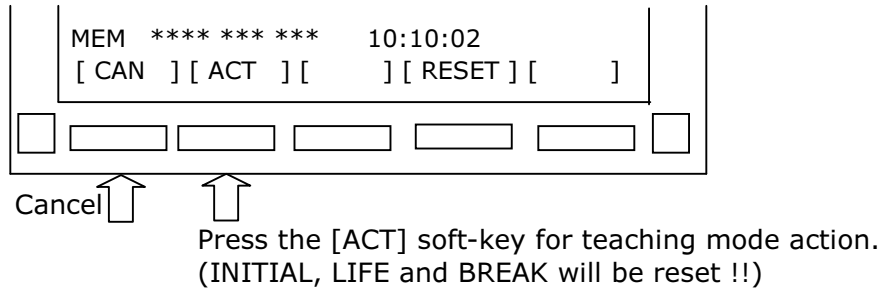 MEM **** *** *** 10:10:02
[ CAN ] [ ACT ] [ ] [ RESET ] [ ]
Cancel
Press the [ACT] soft-key for teaching mode action.
(INITIAL, LIFE and BREAK will be reset !!)